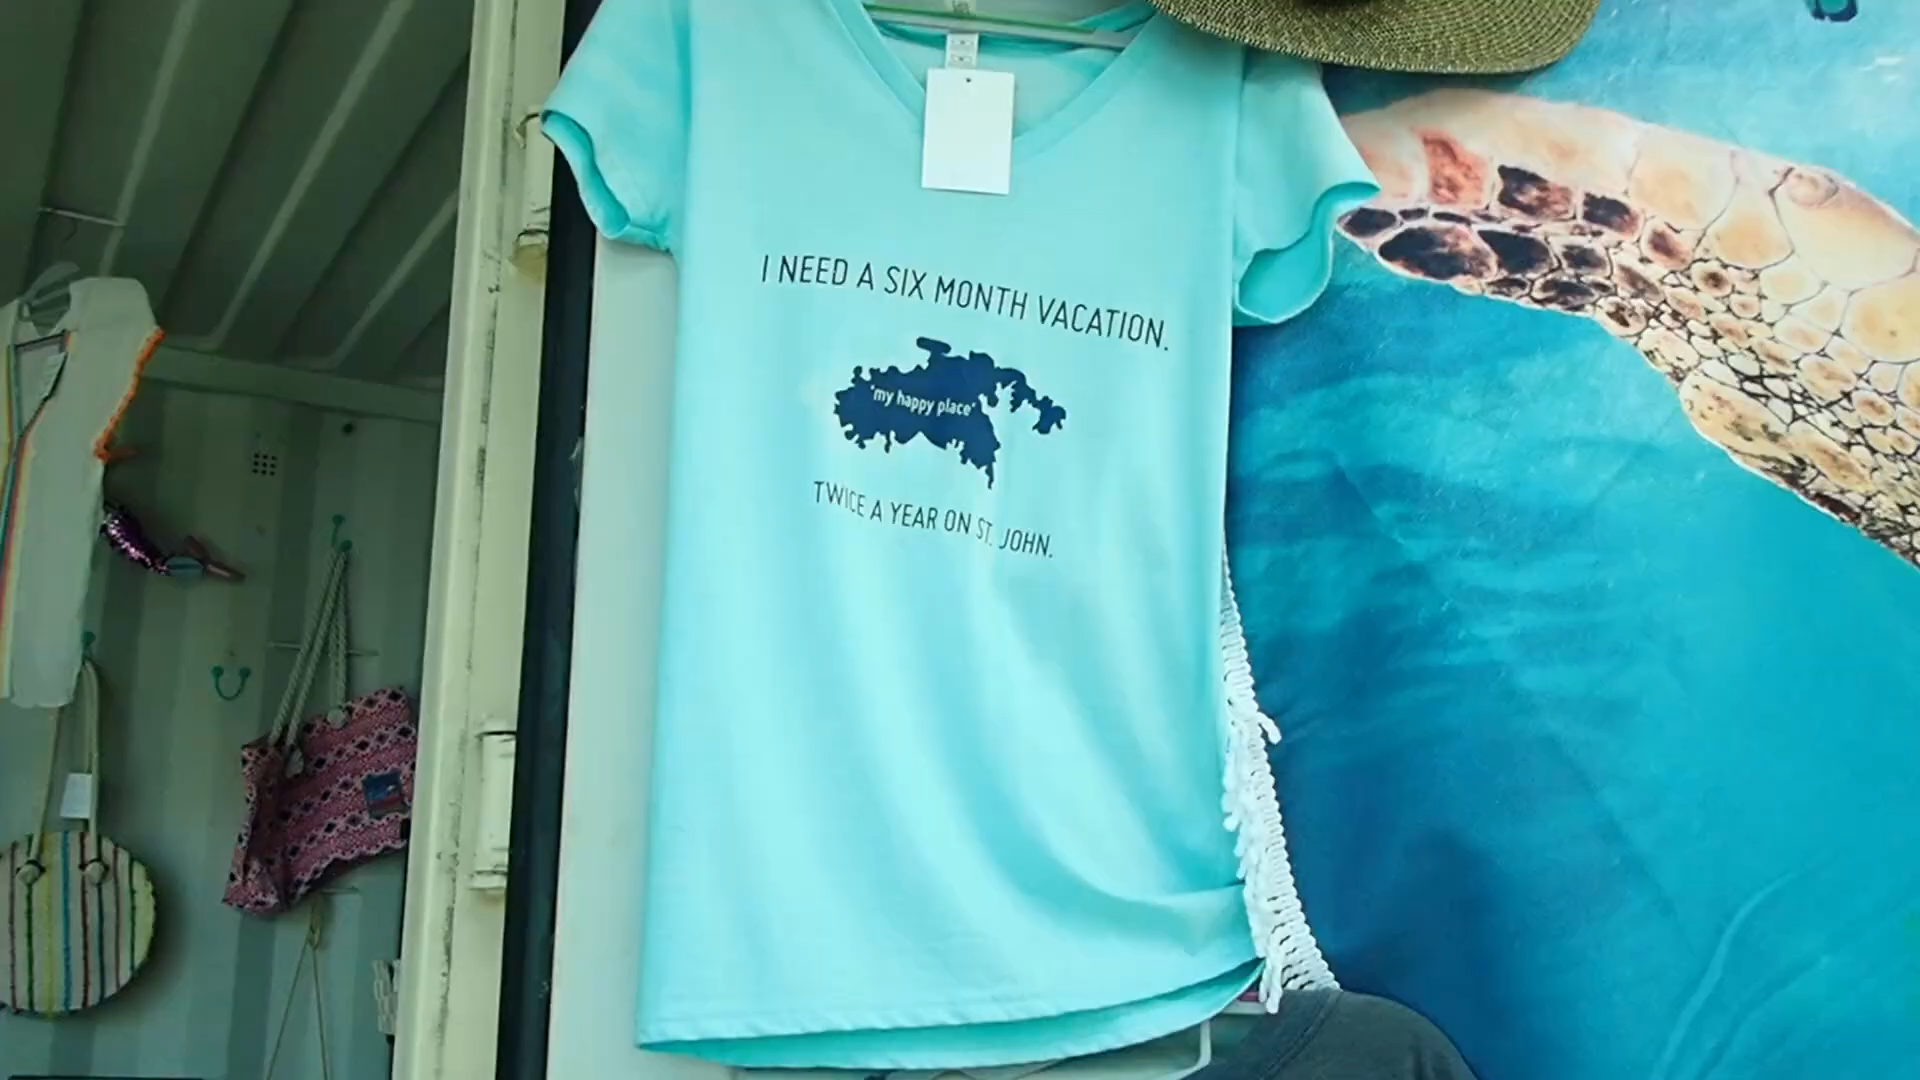 I NEED A SIX MONTH VACATION.
"my happy place"
TWICE A YEAR ON ST. JOHN.